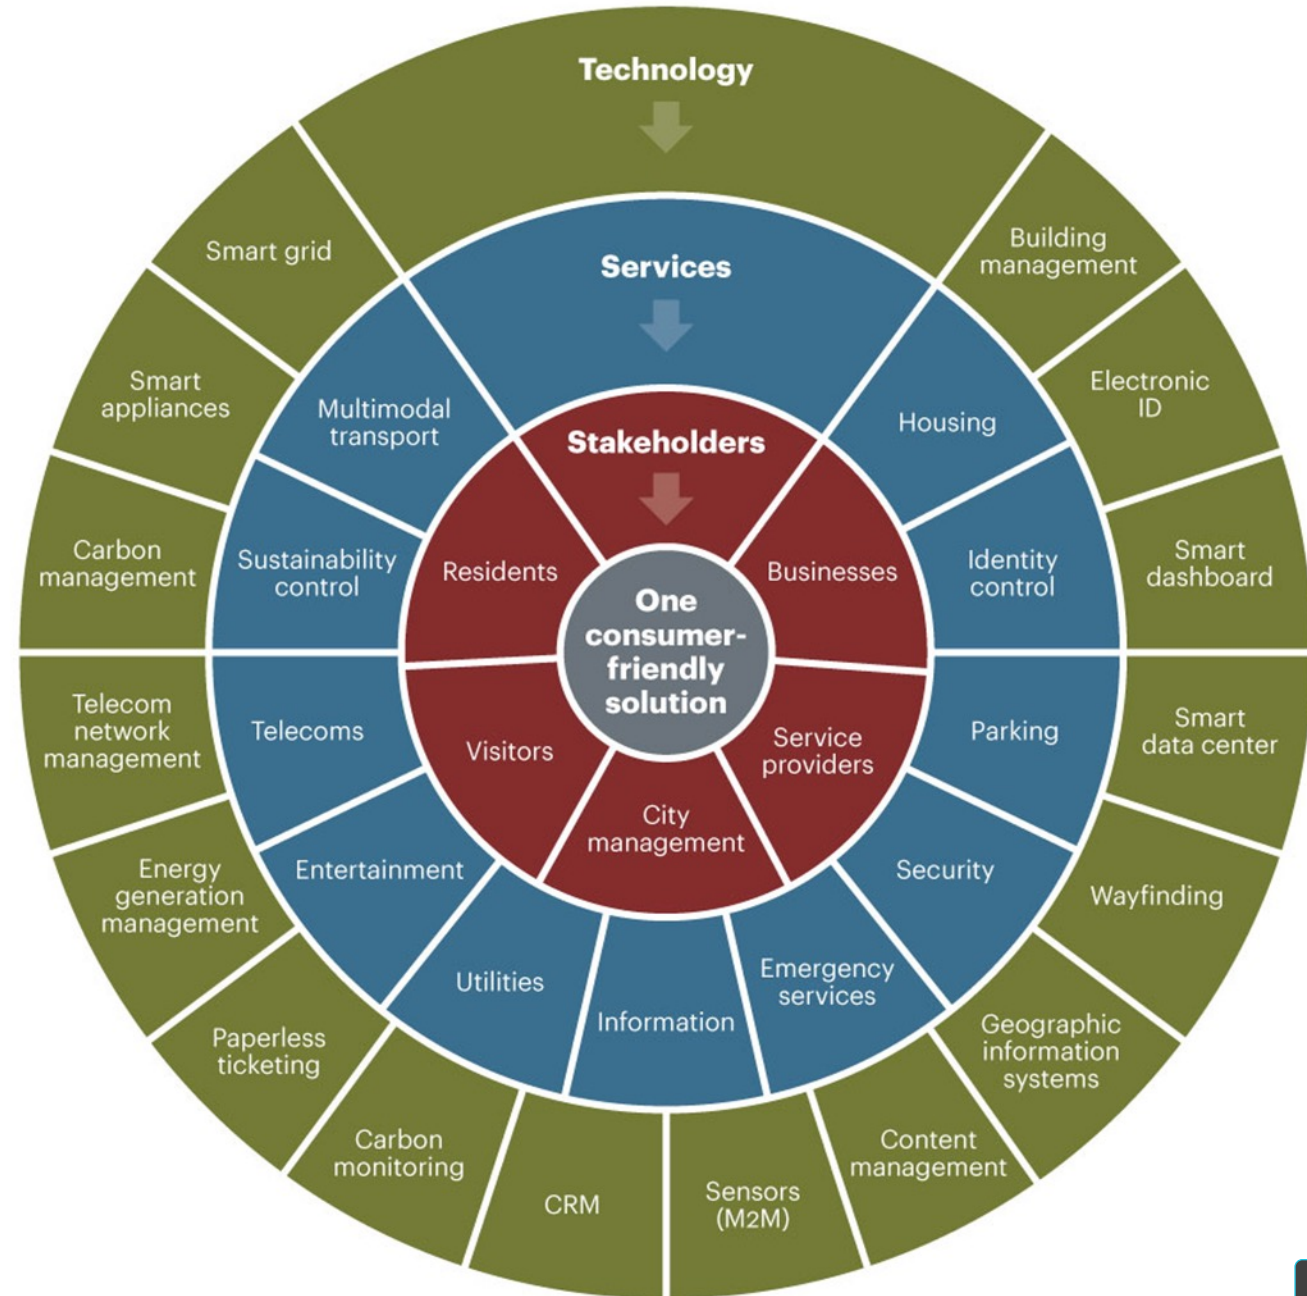 Technology
Smart grid
Smart
appliances
Carbon
management
Telecom
network
management
Energy
generation
management
Paperless
ticketing
Carbon
monitoring
CRM
Sensors
(M2M)
Content
management
Geographic
information
systems
Wayfinding
Smart
data center
Smart
dashboard
Electronic
ID
Building
management
Services
Multimodal
transport
Sustainability
control
Telecoms
Entertainment
Utilities
Information
Emergency
services
Security
Parking
Identity
control
Housing
Stakeholders
Residents
Visitors
City
management
Service
providers
Businesses
One
consumer-
friendly
solution